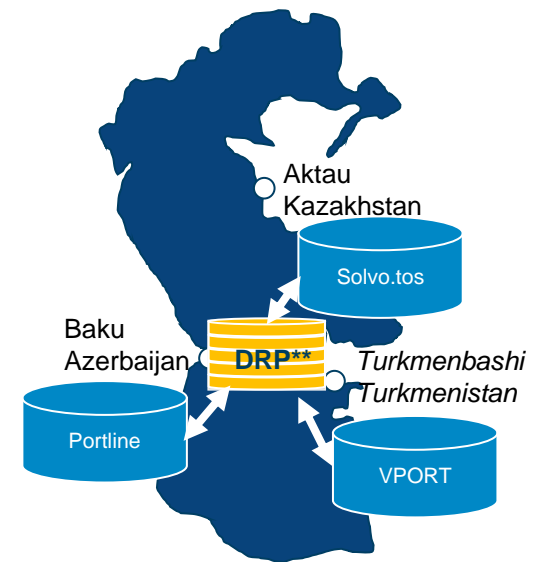 Aktau
Kazakhstan
Solvo.tos
Baku
Azerbaijan
DRP**
Turkmenbashi
Turkmenistan
Portline
VPORT